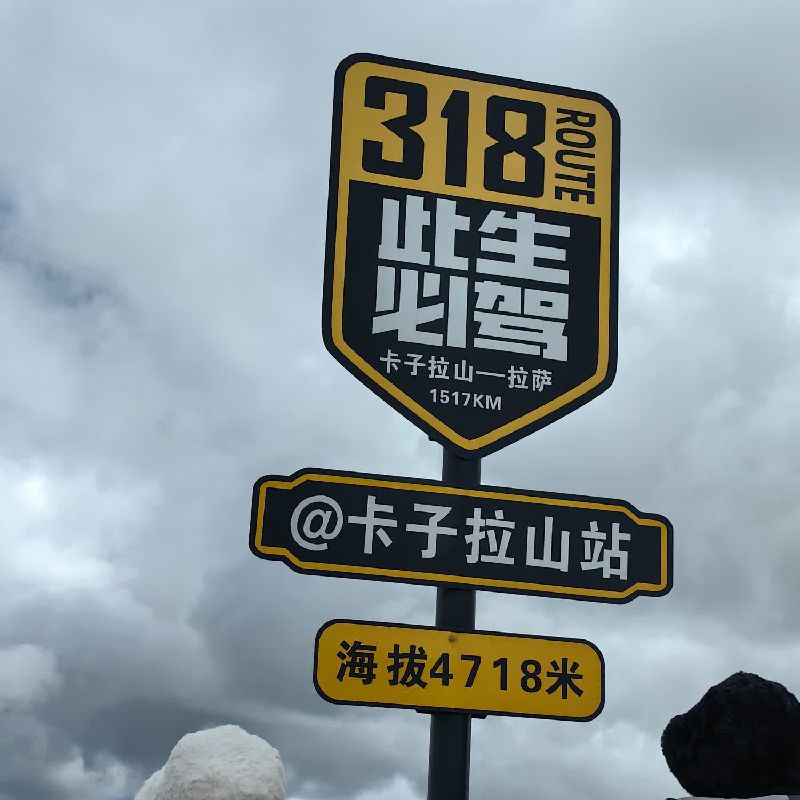 318
ROUTE
此生
必驾
卡子拉山一拉萨
1517KM
@卡子拉山站
海拔4718米